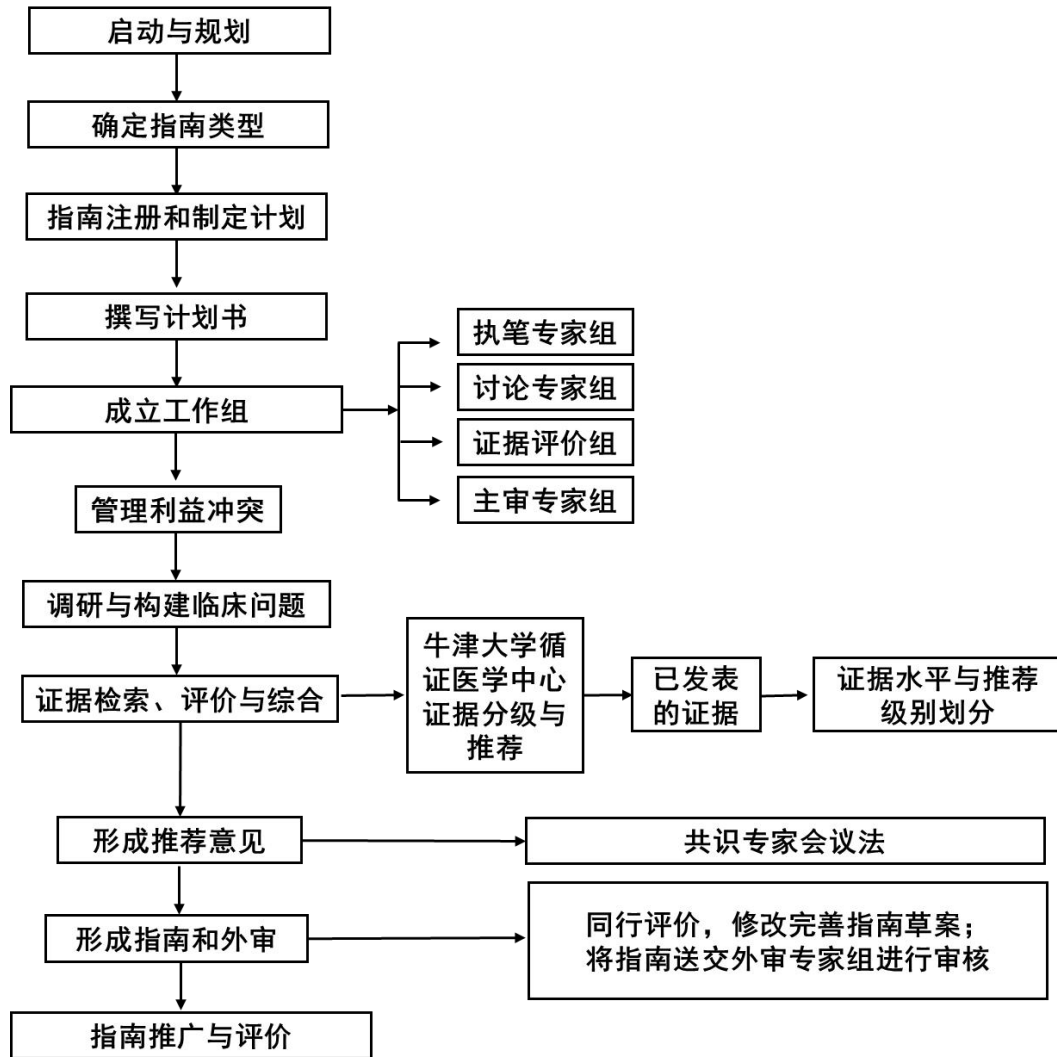 启动与规划
确定指南类型
指南注册和制定计划
撰写计划书
成立工作组
执笔专家组
讨论专家组
证据评价组
主审专家组
管理利益冲突
调研与构建临床问题
证据检索、评价与综合
牛津大学循
证医学中心
证据分级与
推荐
已发表
的证据
证据水平与推荐
级别划分
形成推荐意见
共识专家会议法
形成指南和外审
同行评价，修改完善指南草案；
将指南送交外审专家组进行审核
指南推广与评价